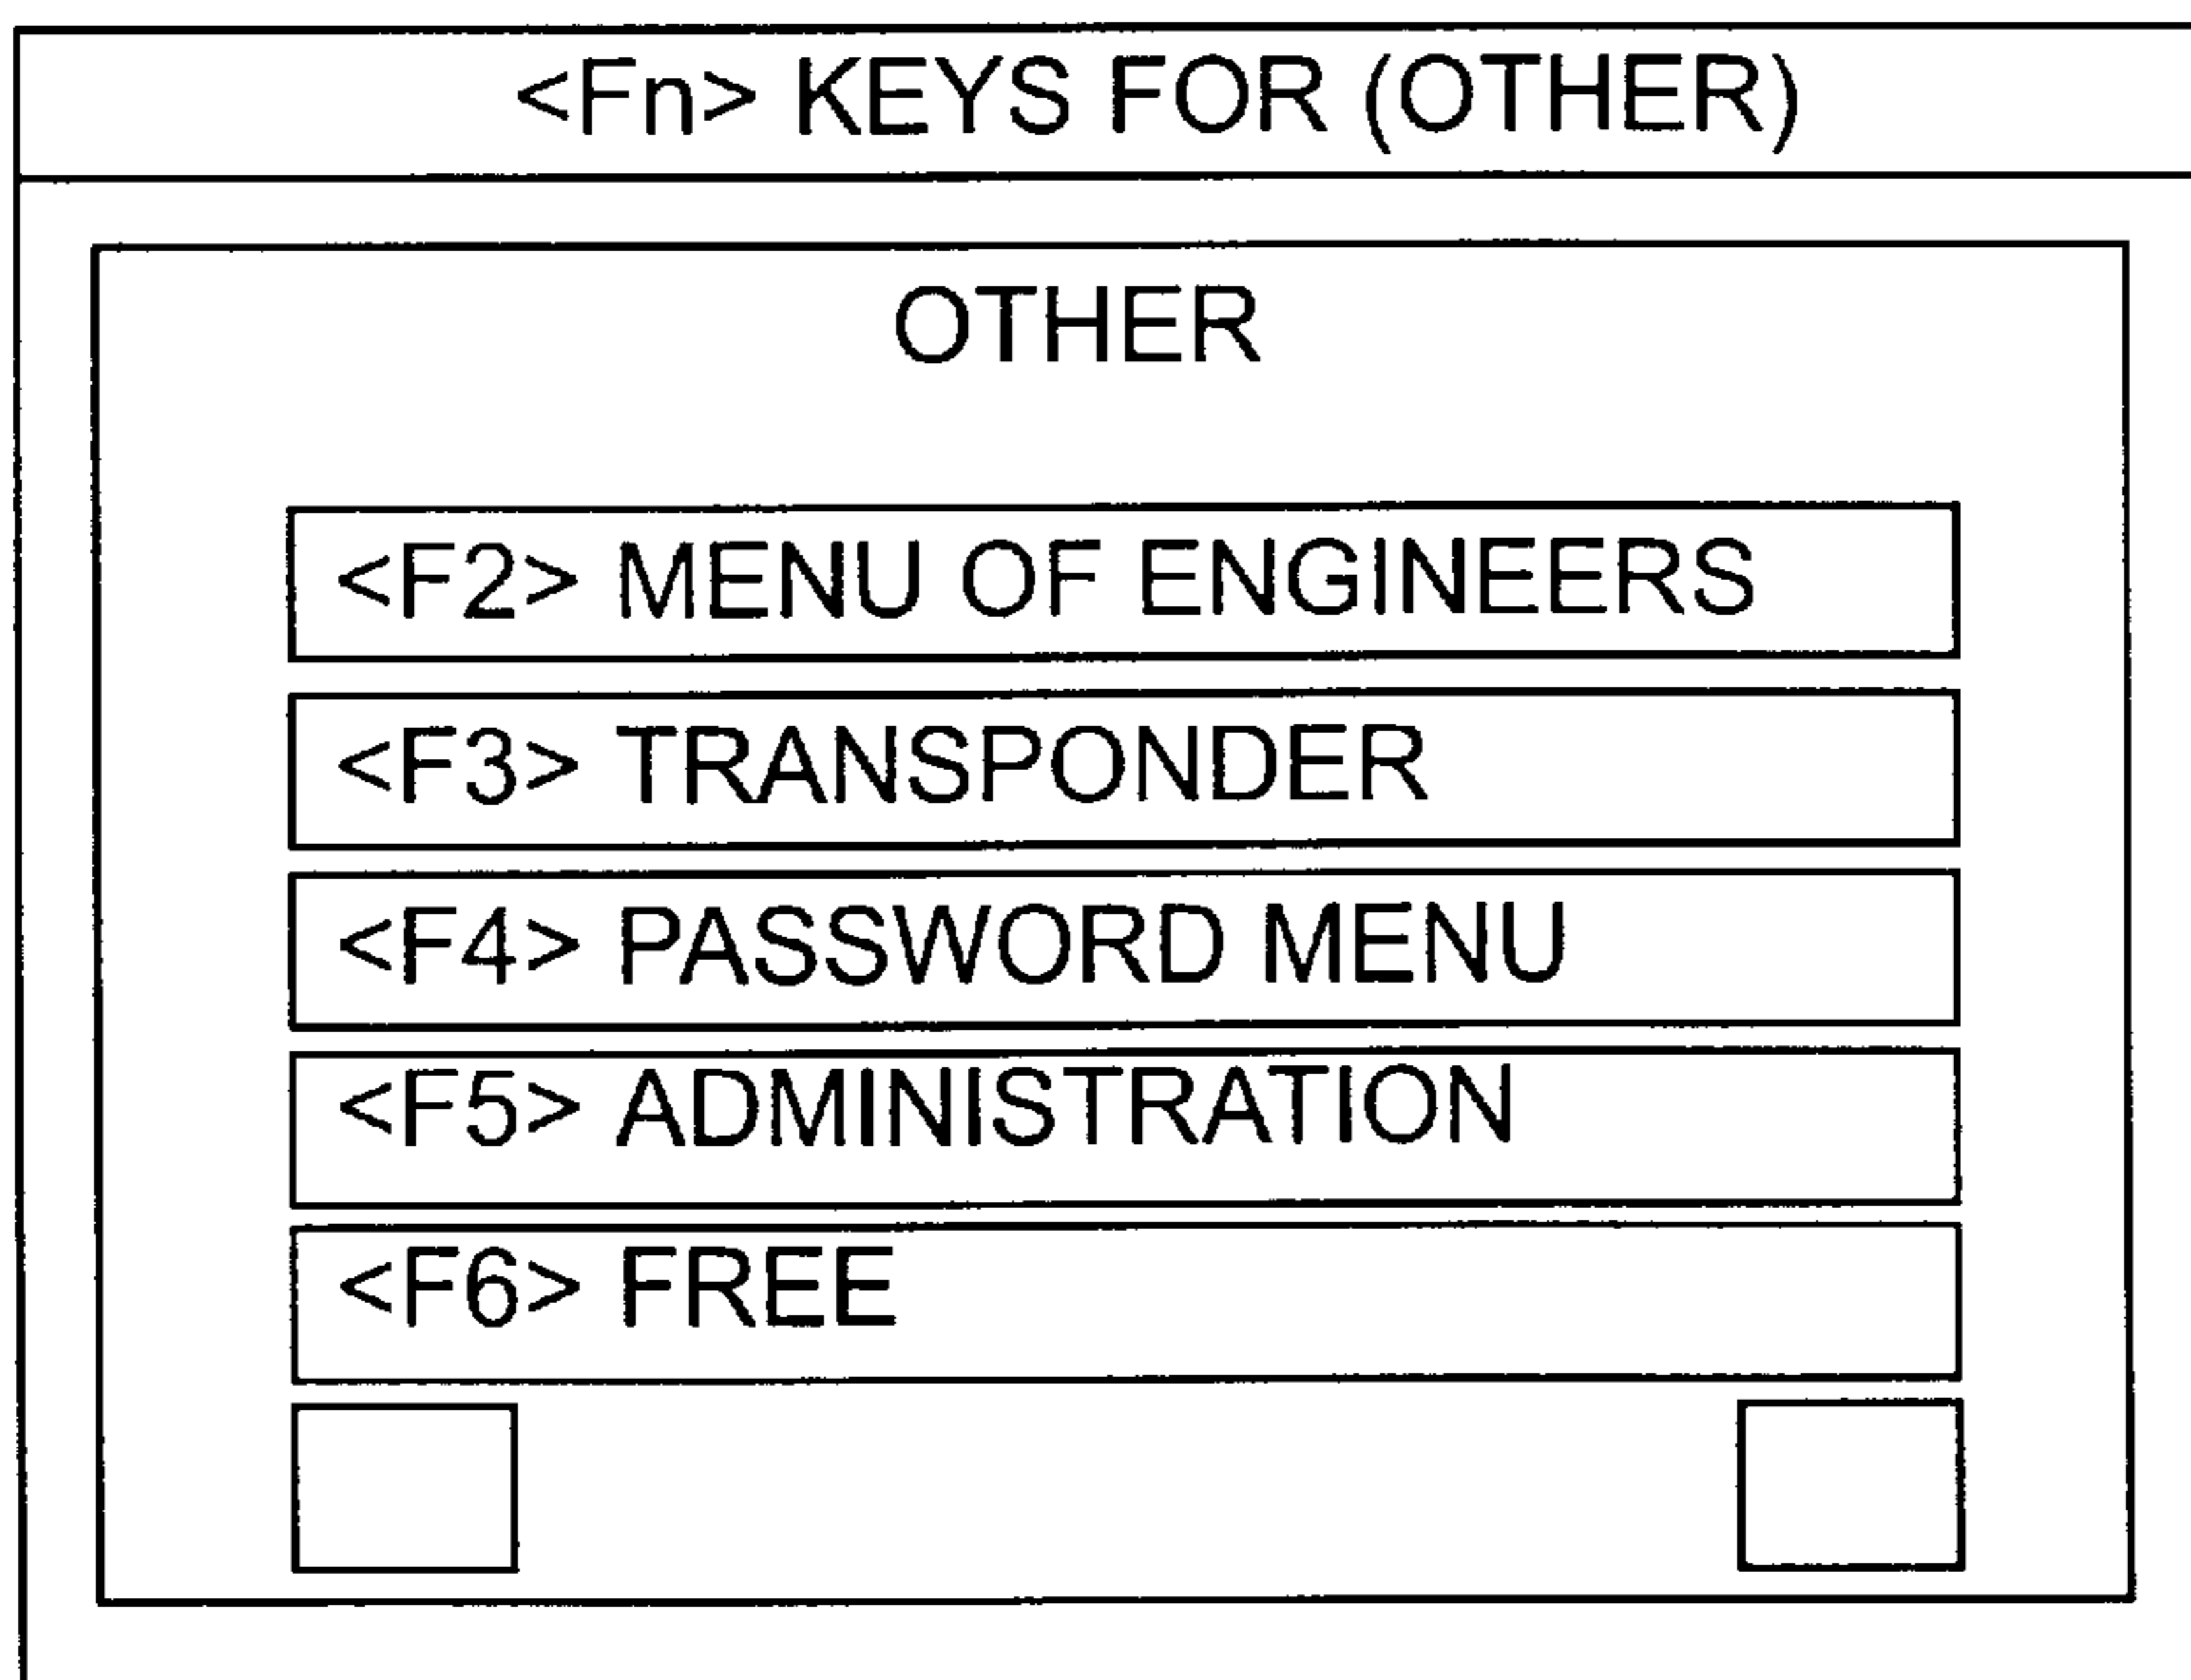 <Fn> KEYS FOR (OTHER)
OTHER
<F2> MENU OF ENGINEERS
<F3> TRANSPONDER
<F4> PASSWORD MENU
<F5> ADMINISTRATION
<F6> FREE